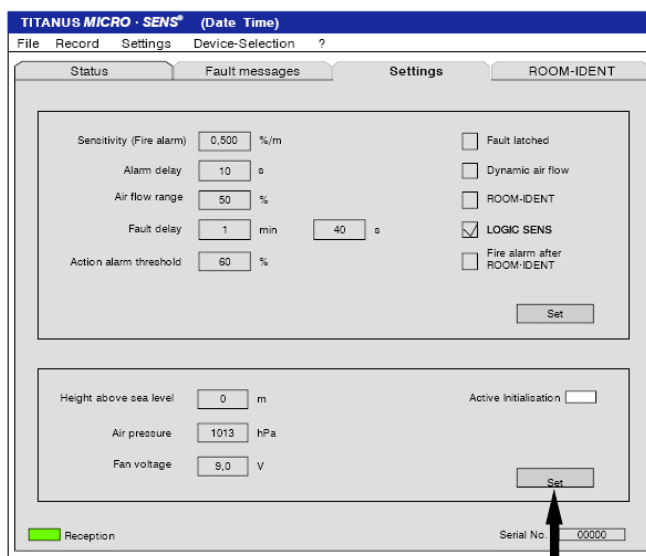 TITANUS MICRO · SENS® (Date Time)
File Record Settings Device-Selection ?
Status Fault messages Settings ROOM-IDENT
Sensitivity (Fire alarm) 0,500 %/m Fault latched
Alarm delay 10 s Dynamic air flow
Air flow range 50 % ROOM-IDENT
Fault delay 1 min 40 s LOGIC SENS
Action alarm threshold 60 % Fire alarm after
ROOM-IDENT
Set
Height above sea level 0 m Active Initialisation
Air pressure 1013 hPa
Fan voltage 9,0 V
Set
Reception Serial No. 00000